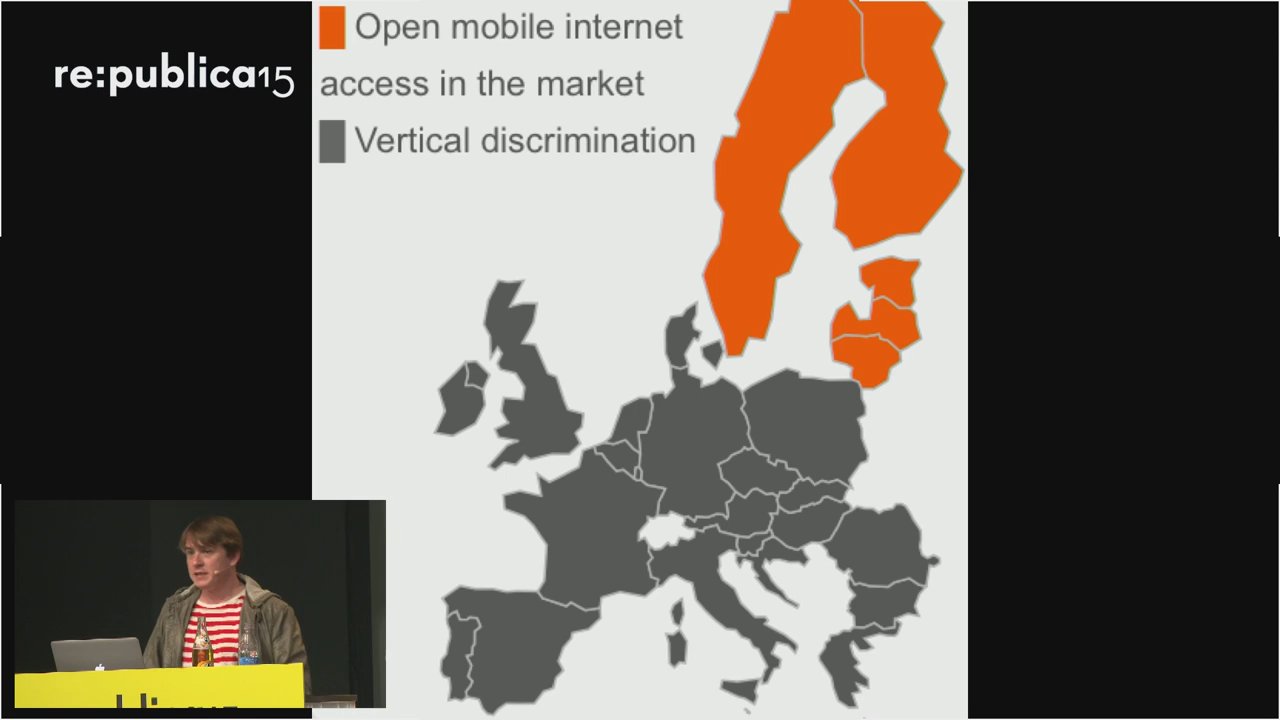 re:publica15
Open mobile internet
access in the market
Vertical discrimination